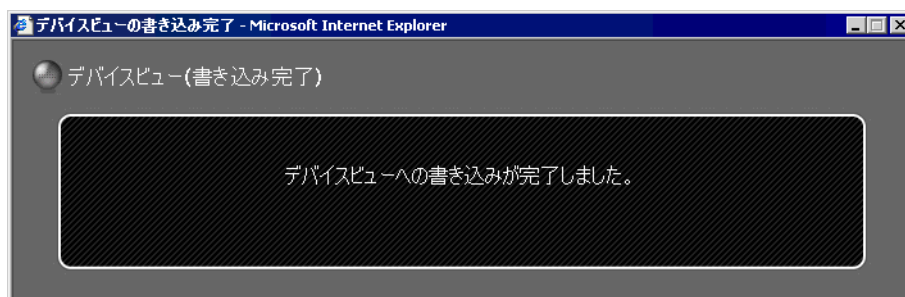 デバイスビューの書き込み完了 - Microsoft Internet Explorer
デバイスビュー(書き込み完了)
デバイスビューへの書き込みが完了しました。